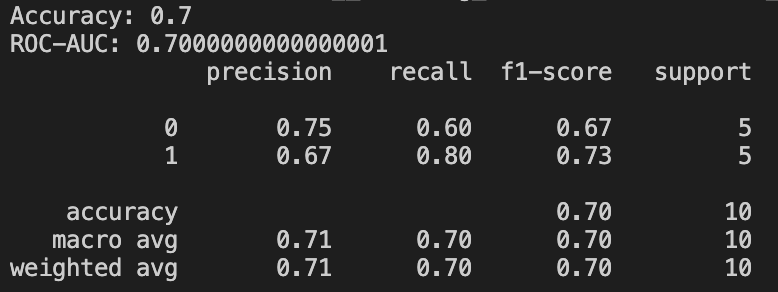 Accuracy: 0.7
ROC-AUC: 0.7000000000000001
precision recall f1-score support
0 0.75 0.60 0.67 5
1 0.67 0.80 0.73 5
accuracy 0.70 10
macro avg 0.71 0.70 0.70 10
weighted avg 0.71 0.70 0.70 10